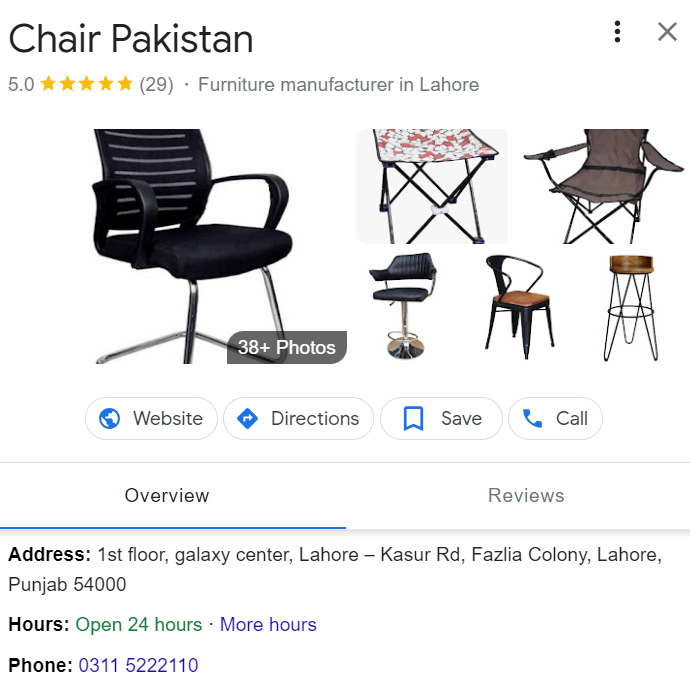 Chair Pakistan
5.0 ★★★★★ (29) · Furniture manufacturer in Lahore
38+ Photos
Website Directions Save Call
Overview Reviews
Address: 1st floor, galaxy center, Lahore – Kasur Rd, Fazlia Colony, Lahore,
Punjab 54000
Hours: Open 24 hours · More hours
Phone: 0311 5222110